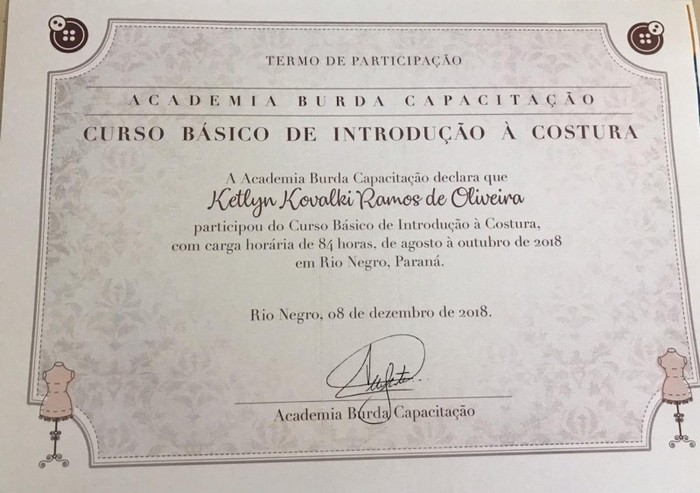 TERMO DE PARTICIPAÇÃO
ACADEMIA BURDA CAPACITAÇÃO
CURSO BÁSICO DE INTRODUÇÃO À COSTURA
A Academia Burda Capacitação declara que
Ketlyn Kovalki Ramos de Oliveira
participou do Curso Básico de Introdução à Costura,
com carga horária de 84 horas, de agosto à outubro de 2018
em Rio Negro, Paraná.
Rio Negro, 08 de dezembro de 2018.
Academia Burda Capacitação